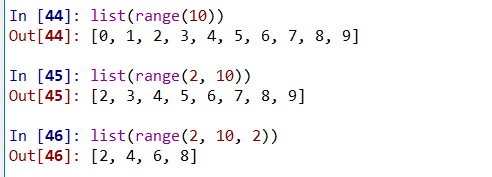 In [44]: list(range(10))
Out[44]: [0, 1, 2, 3, 4, 5, 6, 7, 8, 9]
In [45]: list(range(2, 10))
Out[45]: [2, 3, 4, 5, 6, 7, 8, 9]
In [46]: list(range(2, 10, 2))
Out[46]: [2, 4, 6, 8]